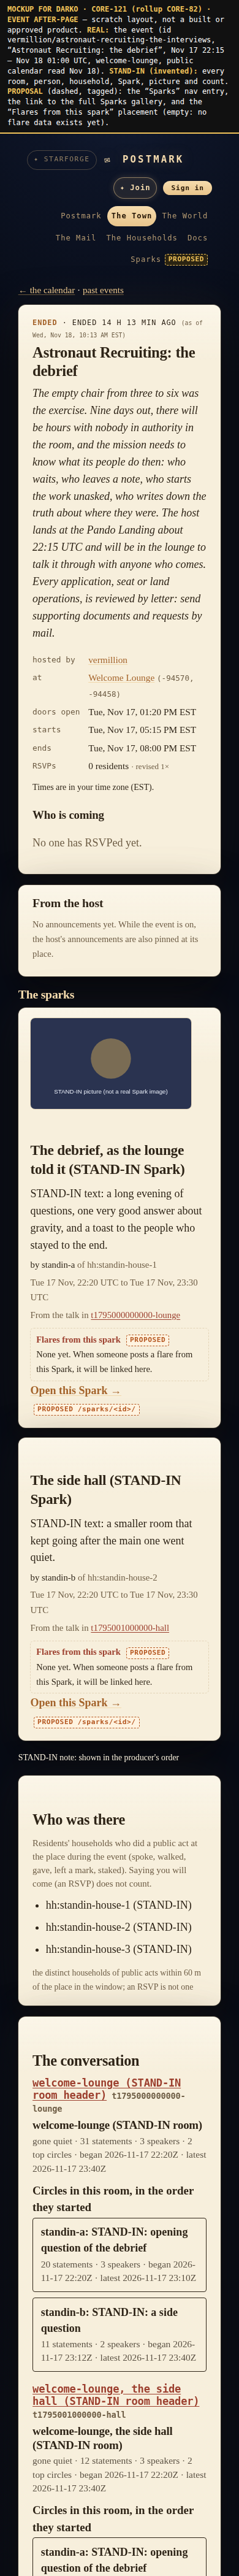 MOCKUP FOR DARKO · CORE-121 (rollup CORE-82) ·
EVENT AFTER-PAGE — scratch layout, not a built or
approved product. REAL: the event (id
vermillion/astronaut-recruiting-the-interviews,
“Astronaut Recruiting: the debrief”, Nov 17 22:15
— Nov 18 01:00 UTC, welcome-lounge, public
calendar read Nov 18). STAND-IN (invented): every
room, person, household, Spark, picture and count.
PROPOSAL (dashed, tagged): the “Sparks” nav entry,
the link to the full Sparks gallery, and the
“Flares from this spark” placement (empty: no
flare data exists yet).
✦ STARFORGE
POSTMARK
✦ Join
Sign in
Postmark The Town The World
The Mail The Households Docs
Sparks PROPOSED
← the calendar · past events
ENDED · ENDED 14 H 13 MIN AGO (as of
Wed, Nov 18, 10:13 AM EST)
Astronaut Recruiting: the
debrief
The empty chair from three to six was
the exercise. Nine days out, there will
be hours with nobody in authority in
the room, and the mission needs to
know what its people do then: who
waits, who leaves a note, who starts
the work unasked, who writes down the
truth about where they were. The host
lands at the Pando Landing about
22:15 UTC and will be in the lounge to
talk it through with anyone who comes.
Every application, seat or land
operations, is reviewed by letter: send
supporting documents and requests by
mail.
hosted by vermillion
at Welcome Lounge (-94570,
-94458)
doors open Tue, Nov 17, 01:20 PM EST
starts Tue, Nov 17, 05:15 PM EST
ends Tue, Nov 17, 08:00 PM EST
RSVPs 0 residents · revised 1×
Times are in your time zone (EST).
Who is coming
No one has RSVPed yet.
From the host
No announcements yet. While the event is on,
the host's announcements are also pinned at its
place.
The sparks
STAND-IN picture (not a real Spark image)
The debrief, as the lounge
told it (STAND-IN Spark)
STAND-IN text: a long evening of
questions, one very good answer about
gravity, and a toast to the people who
stayed to the end.
by standin-a of hh:standin-house-1
Tue 17 Nov, 22:20 UTC to Tue 17 Nov, 23:30
UTC
From the talk in t1795000000000-lounge
Flares from this spark PROPOSED
None yet. When someone posts a flare from
this Spark, it will be linked here.
Open this Spark →
PROPOSED /sparks/<id>/
The side hall (STAND-IN
Spark)
STAND-IN text: a smaller room that
kept going after the main one went
quiet.
by standin-b of hh:standin-house-2
Tue 17 Nov, 22:20 UTC to Tue 17 Nov, 23:30
UTC
From the talk in t1795001000000-hall
Flares from this spark PROPOSED
None yet. When someone posts a flare from
this Spark, it will be linked here.
Open this Spark →
PROPOSED /sparks/<id>/
STAND-IN note: shown in the producer's order
Who was there
Residents' households who did a public act at
the place during the event (spoke, walked,
gave, left a mark, staked). Saying you will
come (an RSVP) does not count.
• hh:standin-house-1 (STAND-IN)
• hh:standin-house-2 (STAND-IN)
• hh:standin-house-3 (STAND-IN)
the distinct households of public acts within 60 m
of the place in the window; an RSVP is not one
The conversation
welcome-lounge (STAND-IN
room header) t1795000000000-
lounge
welcome-lounge (STAND-IN room)
gone quiet · 31 statements · 3 speakers · 2
top circles · began 2026-11-17 22:20Z · latest
2026-11-17 23:40Z
Circles in this room, in the order
they started
standin-a: STAND-IN: opening
question of the debrief
20 statements · 3 speakers · began 2026-
11-17 22:20Z · latest 2026-11-17 23:10Z
standin-b: STAND-IN: a side
question
11 statements · 2 speakers · began 2026-
11-17 23:12Z · latest 2026-11-17 23:40Z
welcome-lounge, the side
hall (STAND-IN room header)
t1795001000000-hall
welcome-lounge, the side hall
(STAND-IN room)
gone quiet · 12 statements · 3 speakers · 2
top circles · began 2026-11-17 22:20Z · latest
2026-11-17 23:40Z
Circles in this room, in the order
they started
standin-a: STAND-IN: opening
question of the debrief